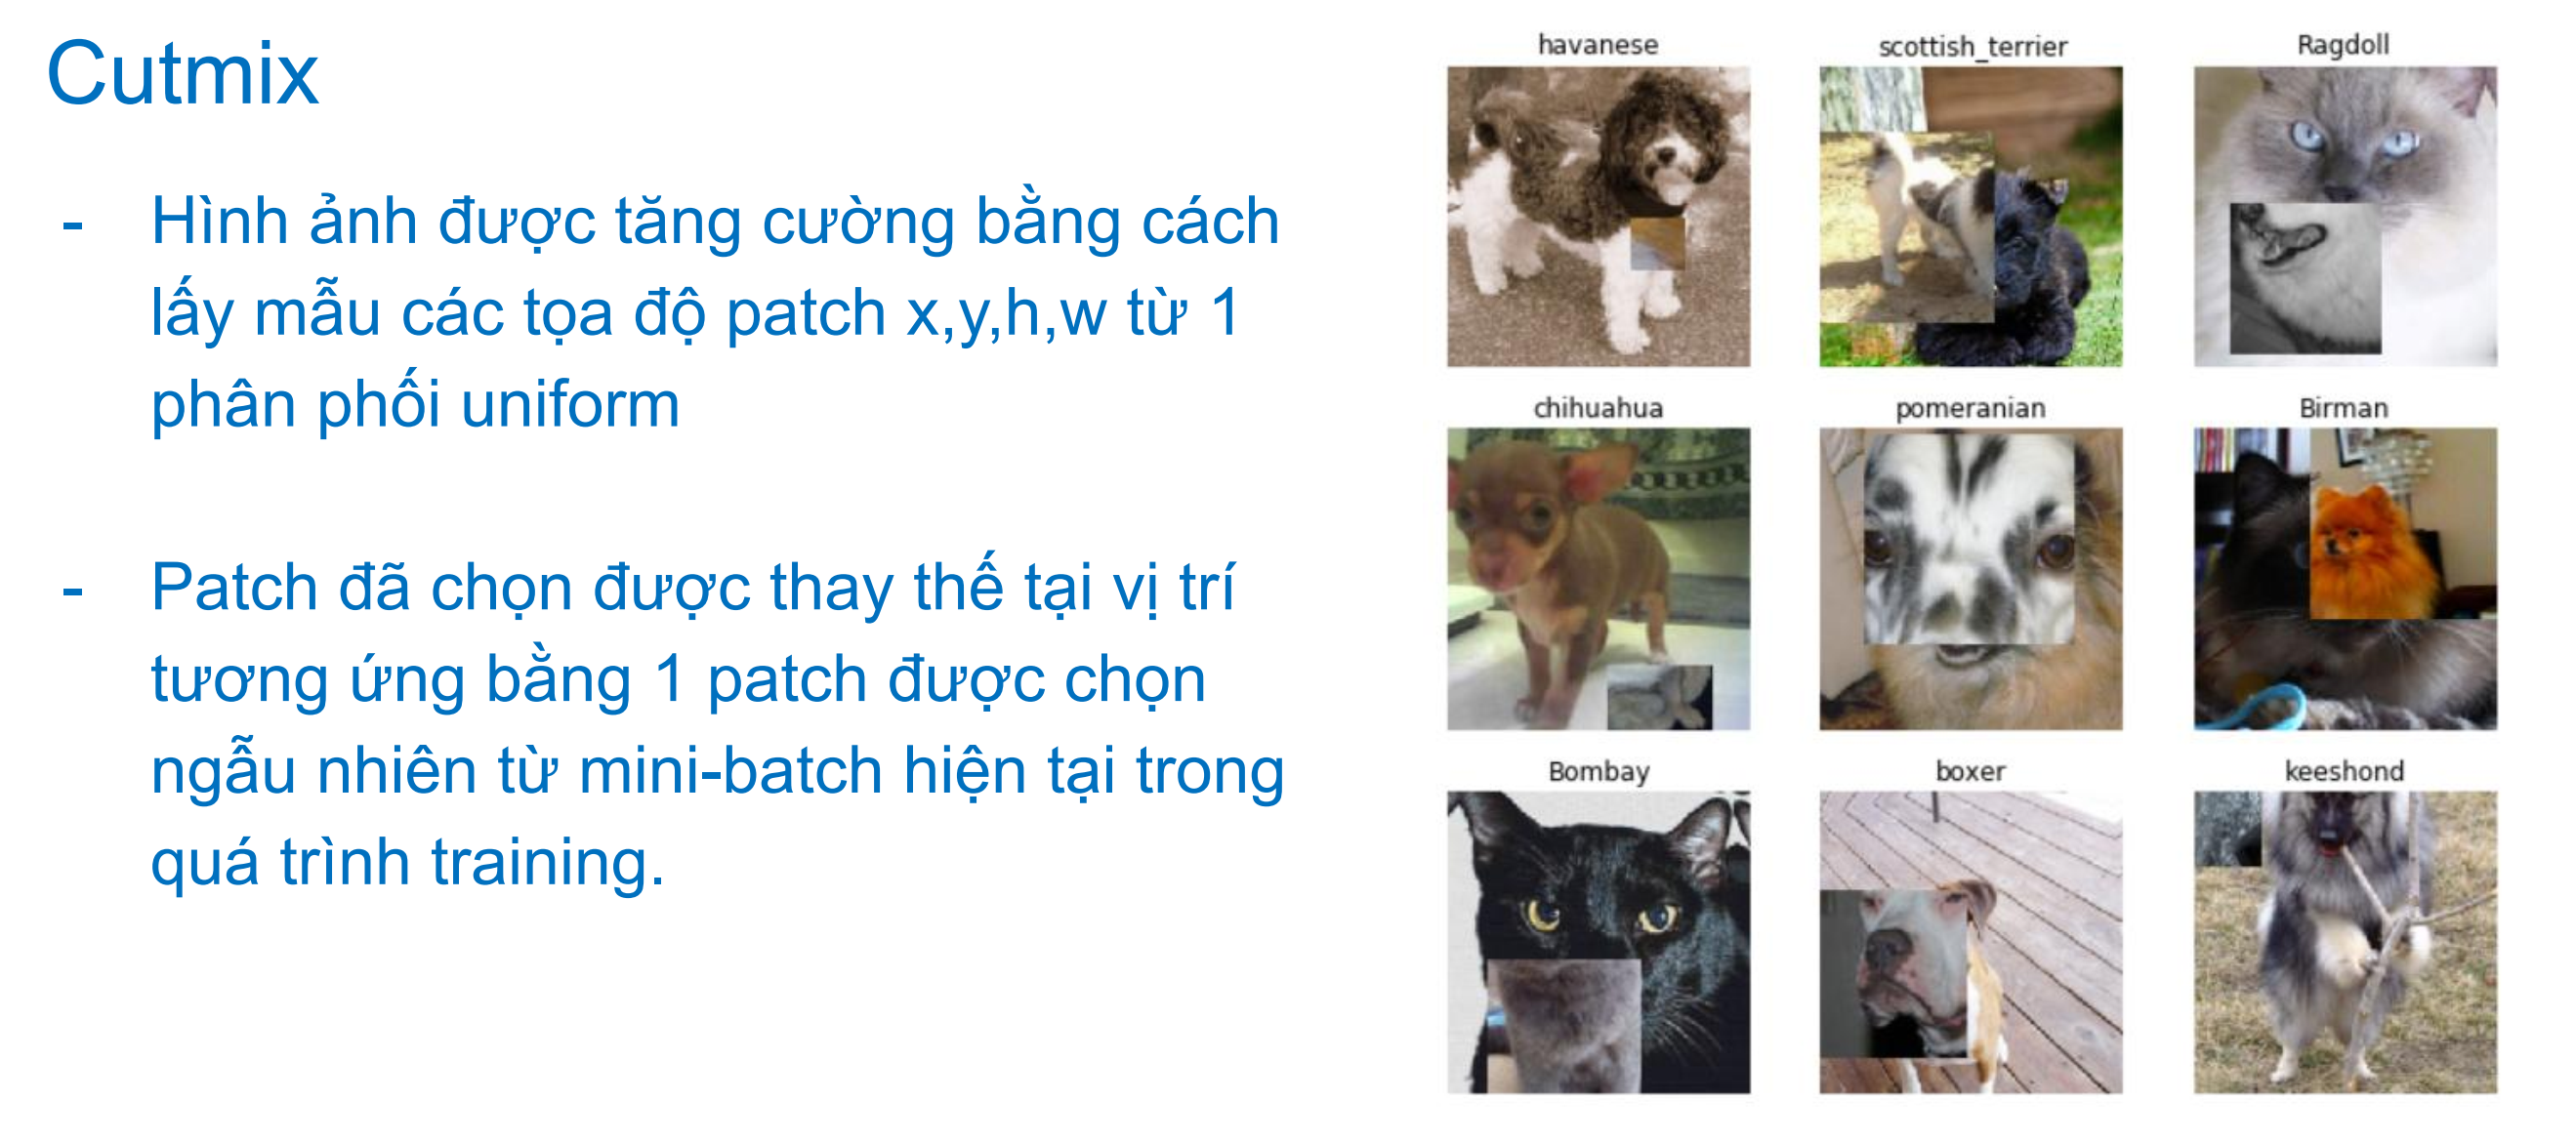 Cutmix
- Hình ảnh được tăng cường bằng cách
lấy mẫu các tọa độ patch x,y,h,w từ 1
phân phối uniform
- Patch đã chọn được thay thế tại vị trí
tương ứng bằng 1 patch được chọn
ngẫu nhiên từ mini-batch hiện tại trong
quá trình training.
havanese
scottish_terrier
Ragdoll
chihuahua
pomeranian
Birman
Bombay
boxer
keeshond